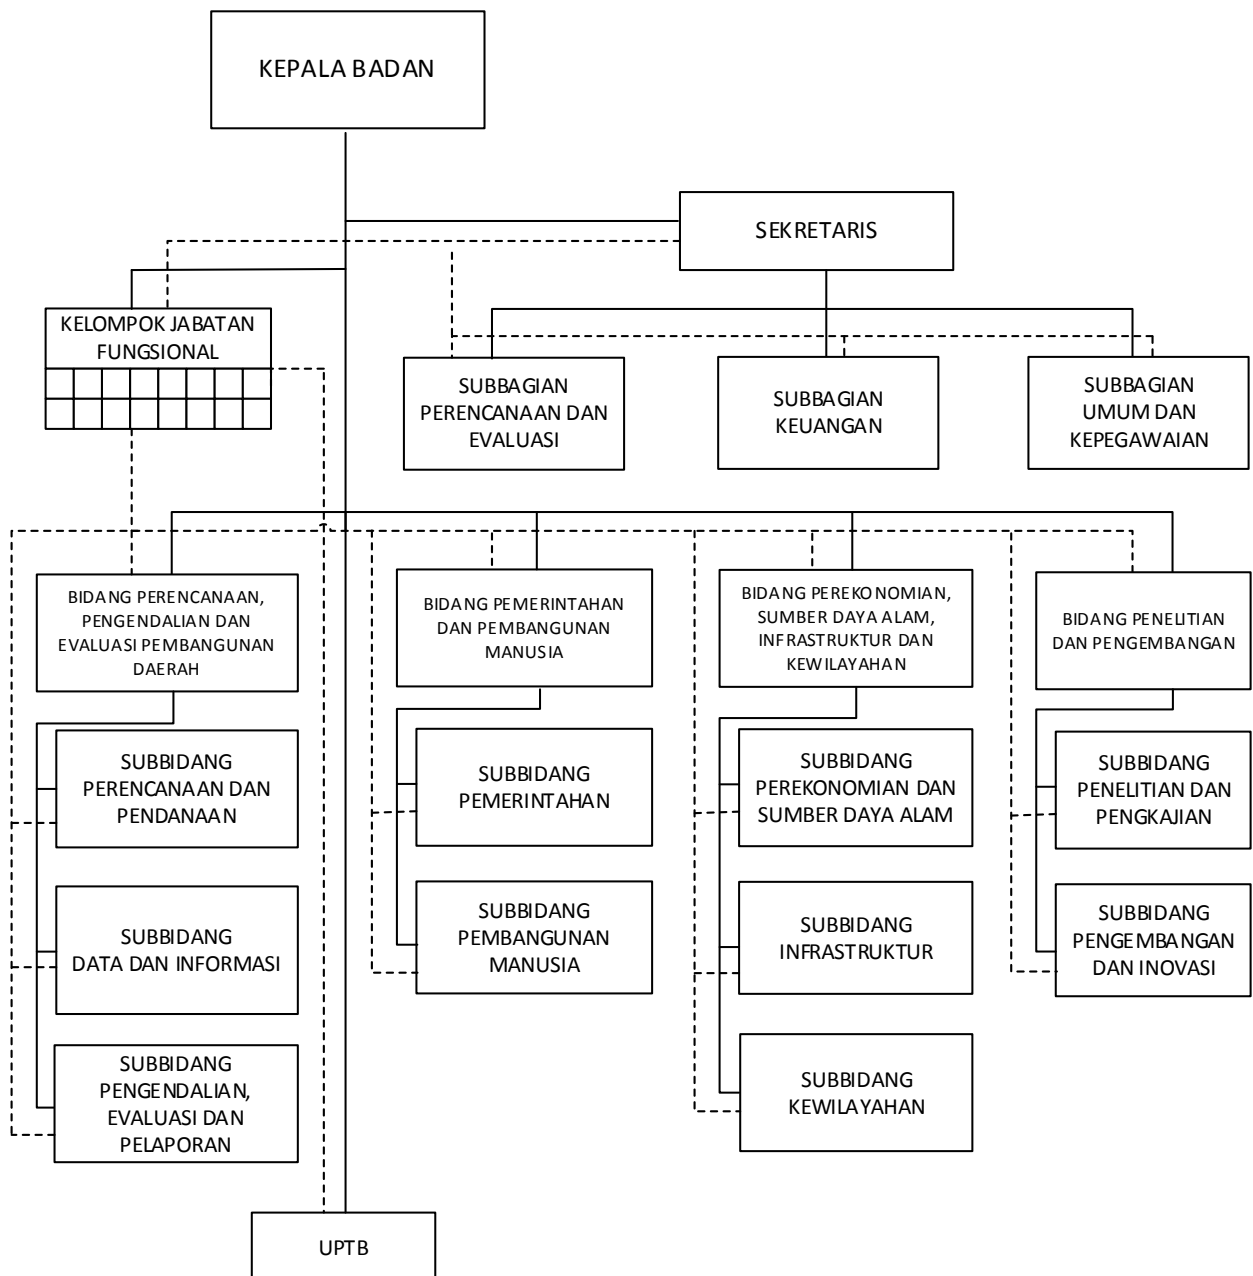 KEPALA BADAN
SEKRETARIS
KELOMPOK JABATAN
FUNGSIONAL
SUBBAGIAN
PERENCANAAN DAN
EVALUASI
SUBBAGIAN
KEUANGAN
SUBBAGIAN
UMUM DAN
KEPEGAWAIAN
BIDANG PERENCANAAN,
PENGENDALIAN DAN
EVALUASI PEMBANGUNAN
DAERAH
BIDANG PEMERINTAHAN
DAN PEMBANGUNAN
MANUSIA
BIDANG PEREKONOMIAN,
SUMBER DAYA ALAM,
INFRASTRUKTUR DAN
KEWILAYAHAN
BIDANG PENELITIAN
DAN PENGEMBANGAN
SUBBIDANG
PERENCANAAN DAN
PENDANAAN
SUBBIDANG
PEMERINTAHAN
SUBBIDANG
PEREKONOMIAN DAN
SUMBER DAYA ALAM
SUBBIDANG
PENELITIAN DAN
PENGKAJIAN
SUBBIDANG
DATA DAN INFORMASI
SUBBIDANG
PEMBANGUNAN
MANUSIA
SUBBIDANG
INFRASTRUKTUR
SUBBIDANG
PENGEMBANGAN
DAN INOVASI
SUBBIDANG
PENGENDALIAN,
EVALUASI DAN
PELAPORAN
SUBBIDANG
KEWILAYAHAN
UPTB